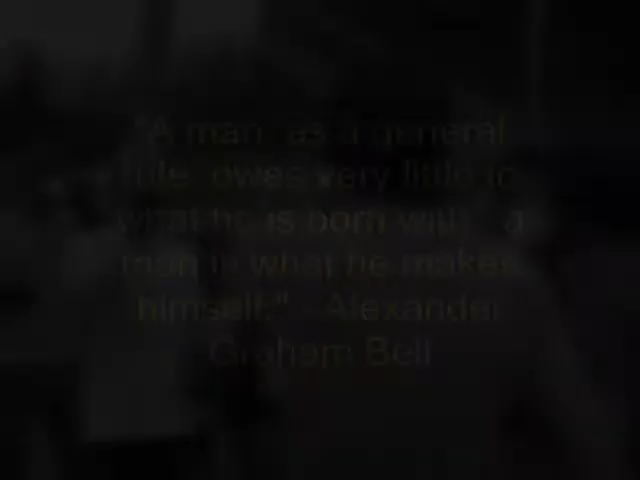 "A man, as a general
rule, owes very little to
what he is born with - a
man is what he makes
himself." - Alexander
Graham Bell